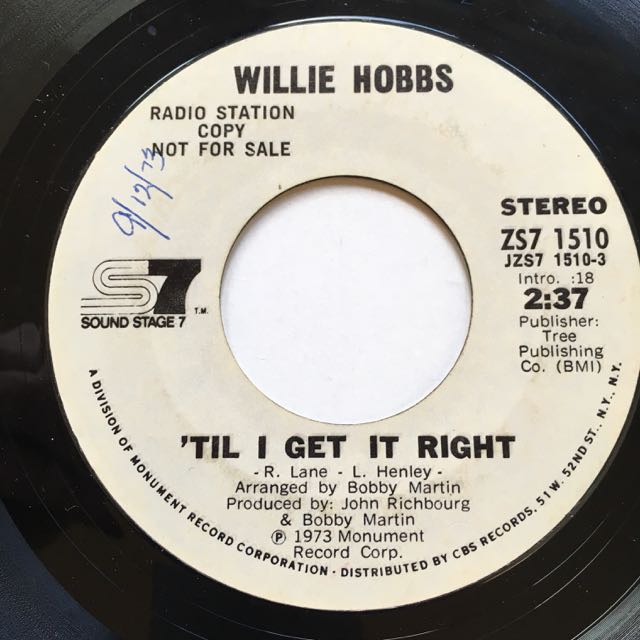 WILLIE HOBBS
RADIO STATION
COPY
NOT FOR SALE
9/12/73
STEREO
ZS7 1510
JZS7 1510-3
Intro. :18
2:37
Publisher:
Tree
Publishing
Co. (BMI)
S7
T.M.
SOUND STAGE 7
'TIL I GET IT RIGHT
- R. Lane - L. Henley -
Arranged by Bobby Martin
Produced by: John Richbourg
& Bobby Martin
℗ 1973 Monument
Record Corp.
A DIVISION OF MONUMENT RECORD CORPORATION - DISTRIBUTED BY CBS RECORDS, 51 W. 52ND ST., N.Y. N.Y.